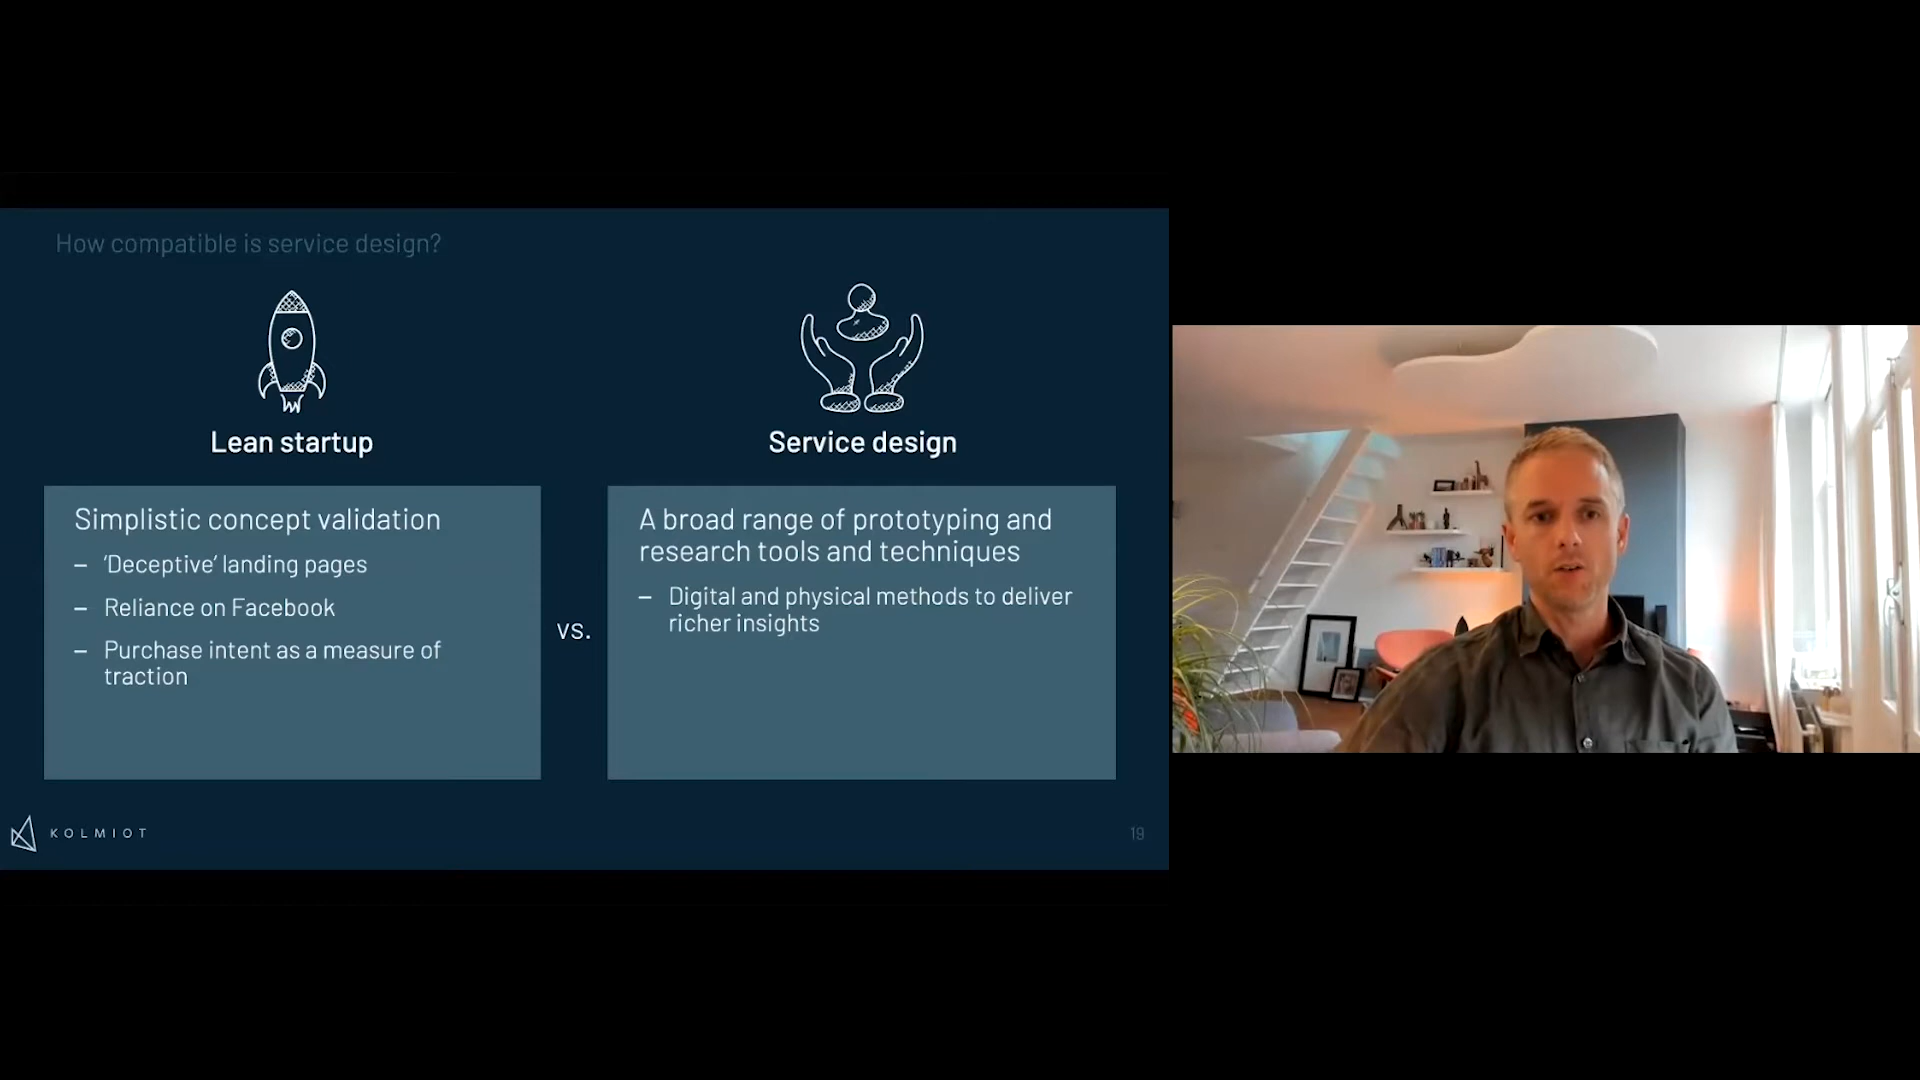 How compatible is service design?
Lean startup
Simplistic concept validation
– ‘Deceptive’ landing pages
– Reliance on Facebook
– Purchase intent as a measure of
traction
vs.
Service design
A broad range of prototyping and
research tools and techniques
– Digital and physical methods to deliver
richer insights
KOLMIOT
19